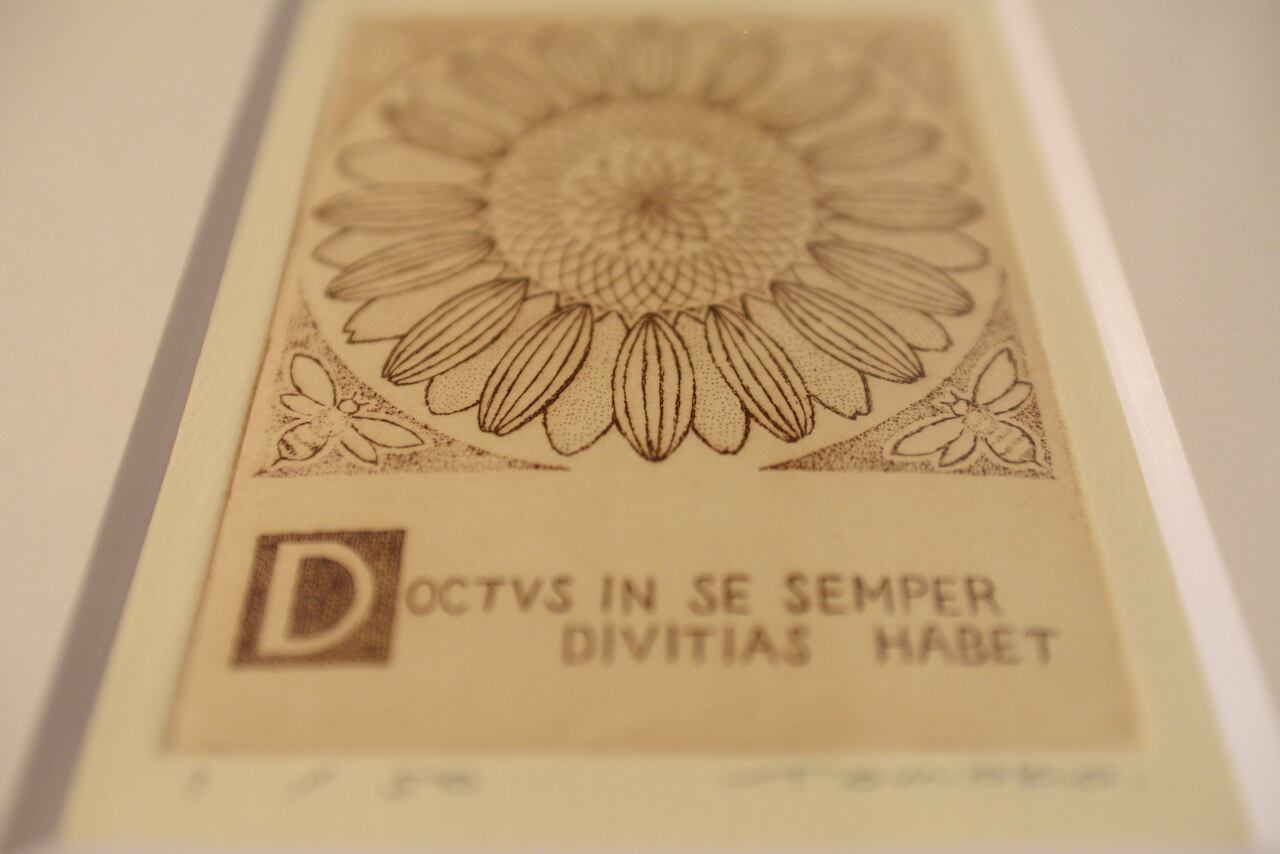 DOCTVS IN SE SEMPER
DIVITIAS HABET